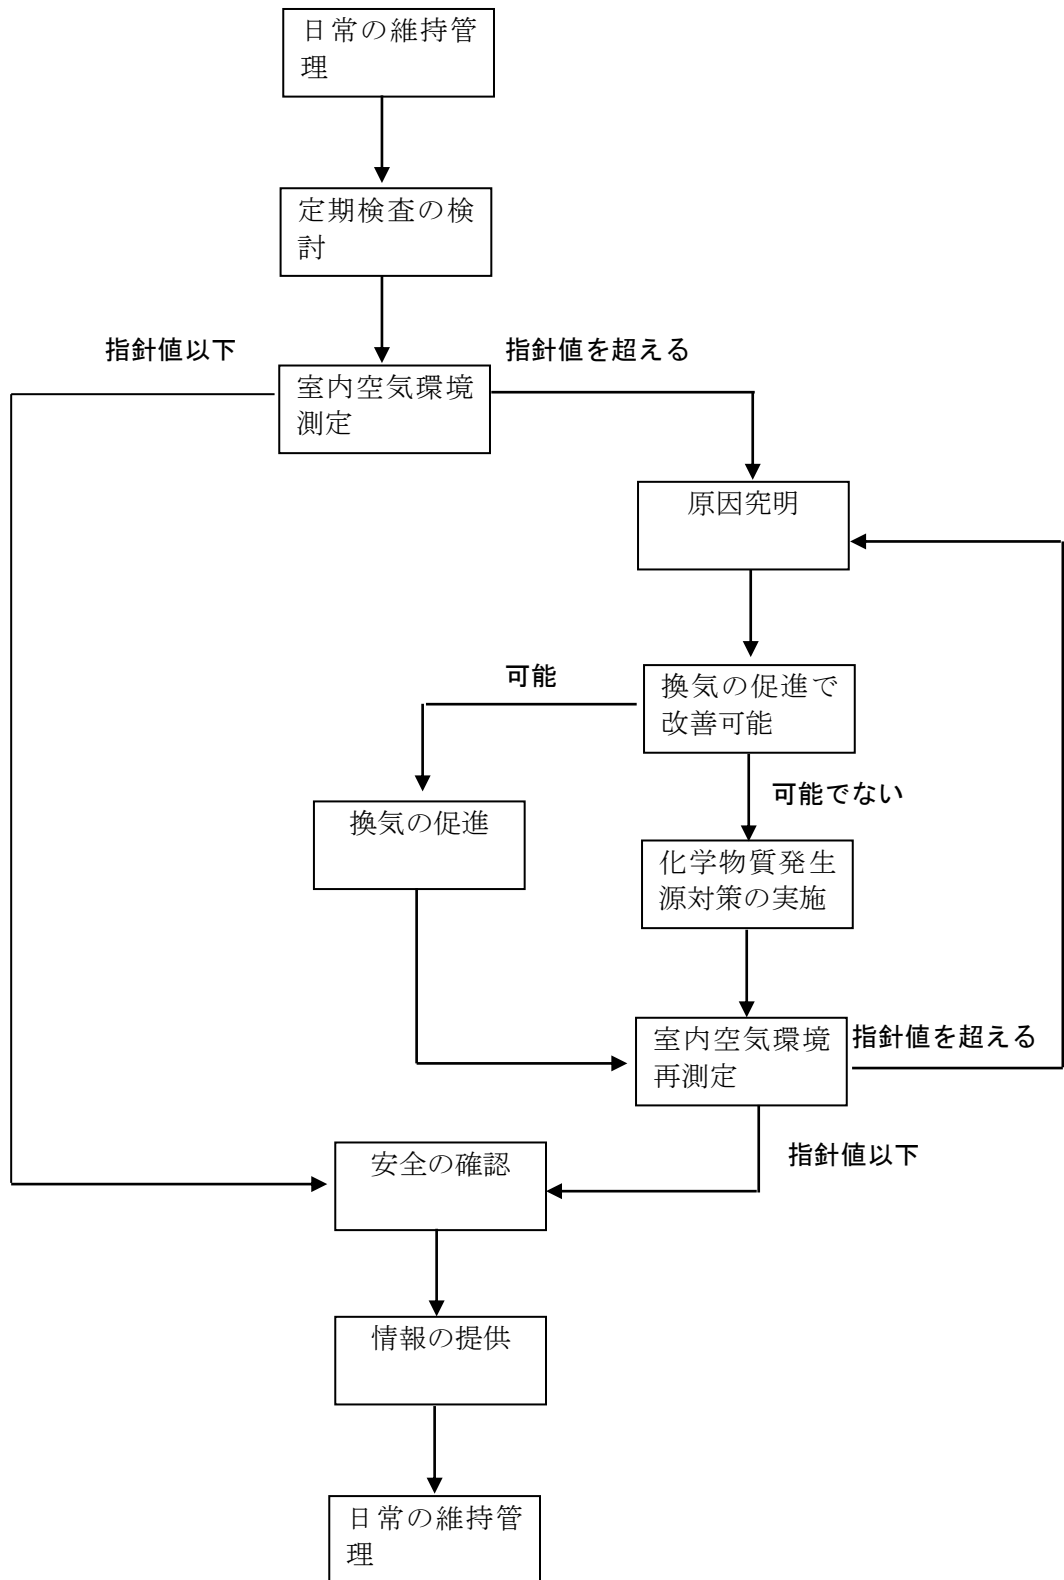 日常の維持管
理
定期検査の検
討
指針値以下
指針値を超える
室内空気環境
測定
原因究明
可能
換気の促進で
改善可能
可能でない
換気の促進
化学物質発生
源対策の実施
室内空気環境
再測定
指針値を超える
指針値以下
安全の確認
情報の提供
日常の維持管
理